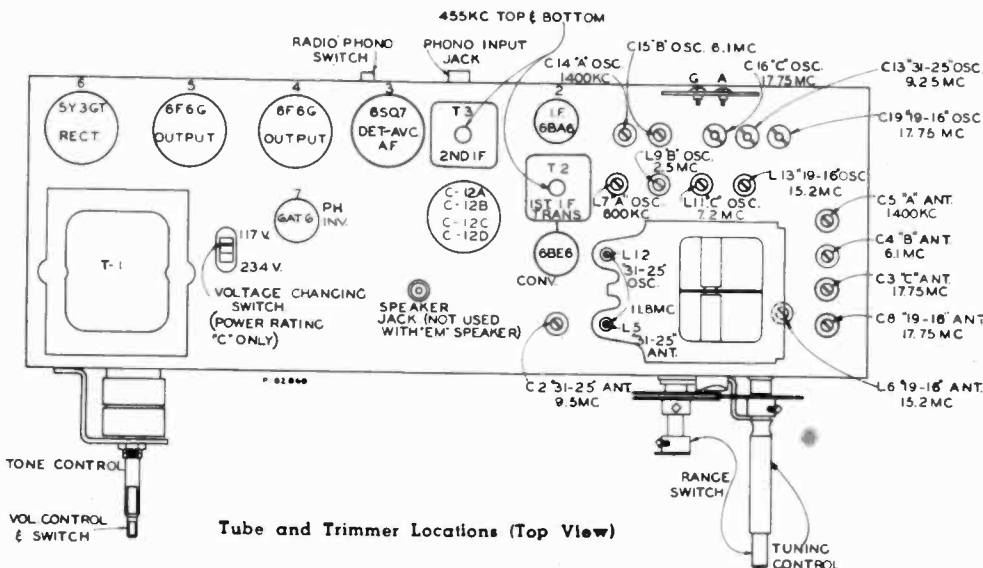 455KC TOP & BOTTOM
RADIO PHONO
SWITCH
PHONO INPUT
JACK
C15 "B" OSC. 6.1MC
C14 "A" OSC.
1400KC
C16 "C" OSC.
17.75 MC
C13 "31-25" OSC.
9.25 MC
C19 "19-16" OSC.
17.75 MC
G A
6
5Y3GT
RECT.
5
6F6G
OUTPUT
4
6F6G
OUTPUT
3
6SQ7
DET-AVC
AF
T3
2ND IF
2
I.F.
6BA6
T2
1ST I.F.
TRANS
L9 "B" OSC.
2.5MC
L7 "A" OSC.
600KC
L11 "C" OSC.
7.2MC
L13 "19-16" OSC.
15.2MC
C5 "A" ANT.
1400KC
C4 "B" ANT.
6.1MC
C3 "C" ANT.
17.75MC
C8 "19-16" ANT.
17.75 MC
L6 "19-16" ANT.
15.2MC
7
6AT6
PH
INV.
C-12A
C-12B
C-12C
C-12D
6BE6
CONV.
T-1
117 V.
234 V.
VOLTAGE CHANGING
SWITCH
(POWER RATING
"C" ONLY)
SPEAKER
JACK (NOT USED
WITH "EM" SPEAKER)
L12
"31-25"
OSC.
11.8MC
L5
"31-25"
ANT.
C2 "31-25" ANT.
9.5MC
TONE CONTROL
VOL. CONTROL
& SWITCH
RANGE
SWITCH
TUNING
CONTROL
Tube and Trimmer Locations (Top View)